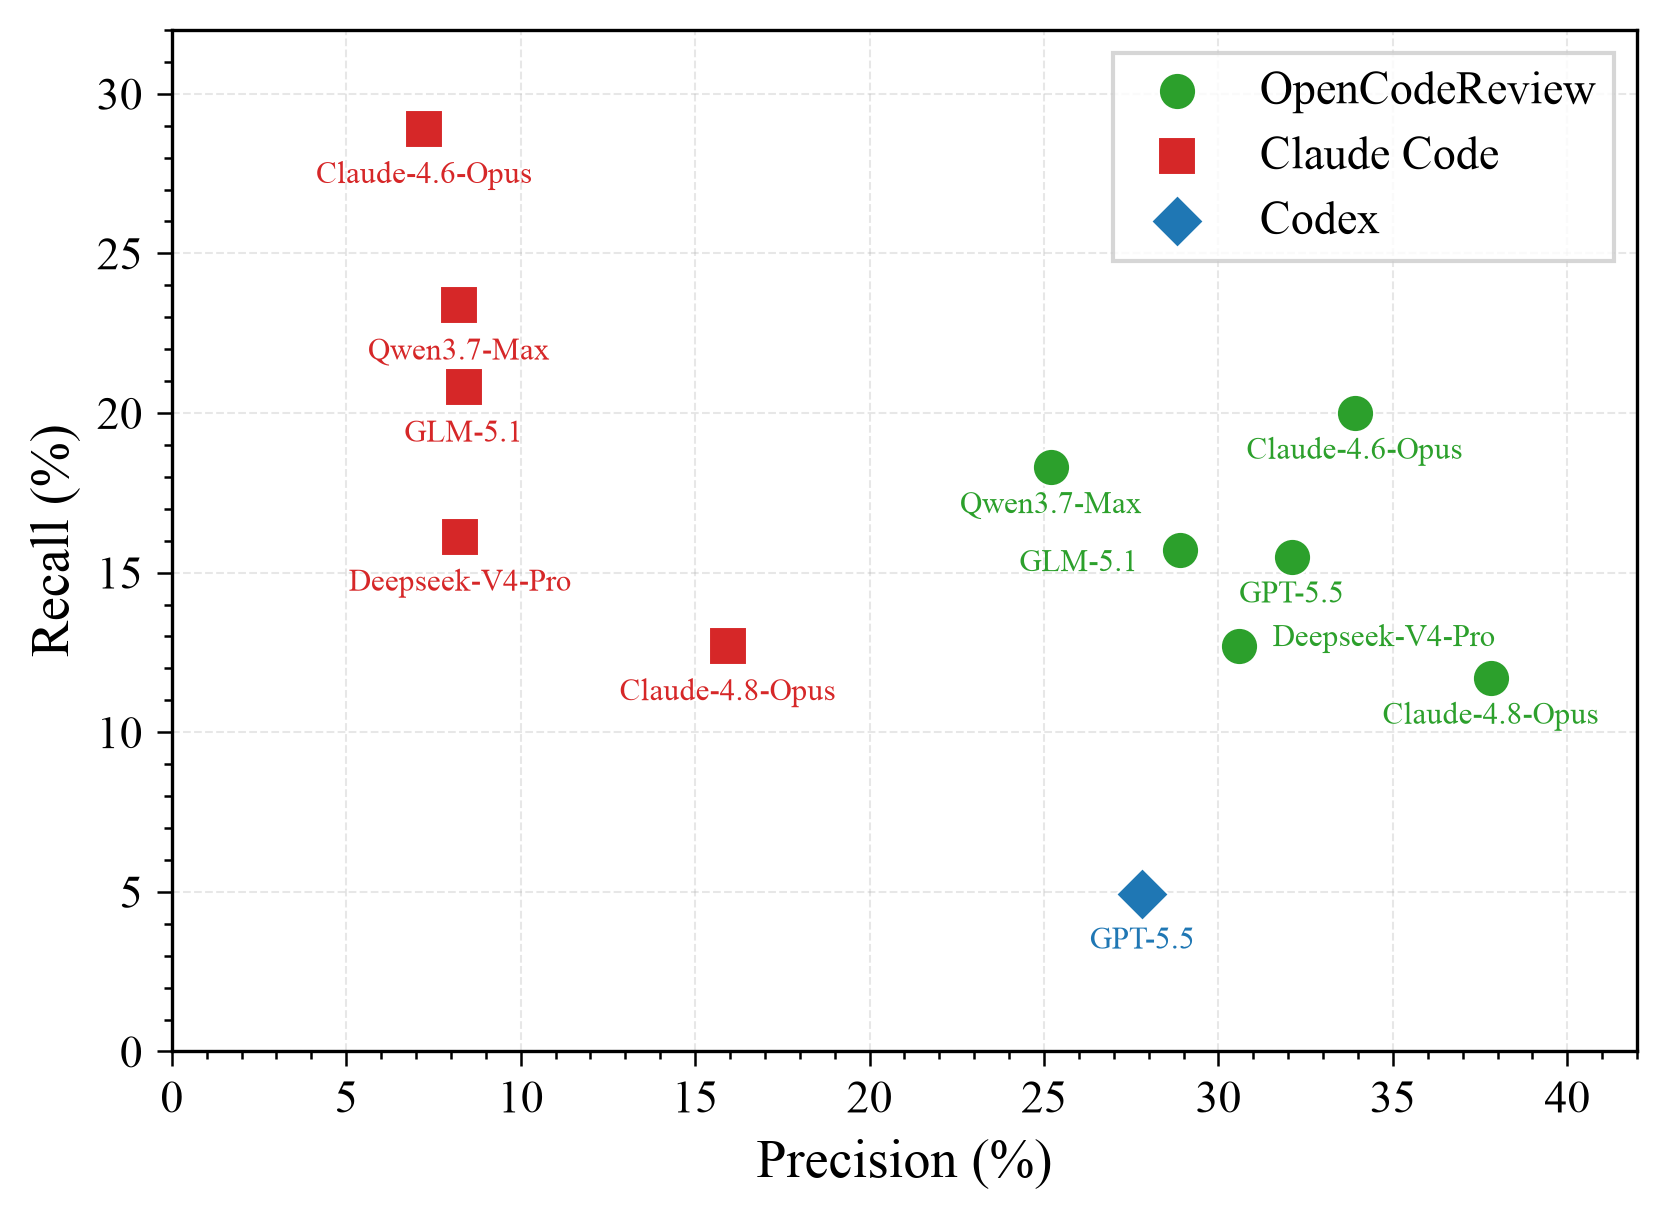 OpenCodeReview
Claude Code
Codex
Claude-4.6-Opus
Qwen3.7-Max
GLM-5.1
Deepseek-V4-Pro
Claude-4.8-Opus
Claude-4.6-Opus
Qwen3.7-Max
GLM-5.1
GPT-5.5
Deepseek-V4-Pro
Claude-4.8-Opus
GPT-5.5
30
25
20
15
10
5
0
Recall (%)
0 5 10 15 20 25 30 35 40
Precision (%)